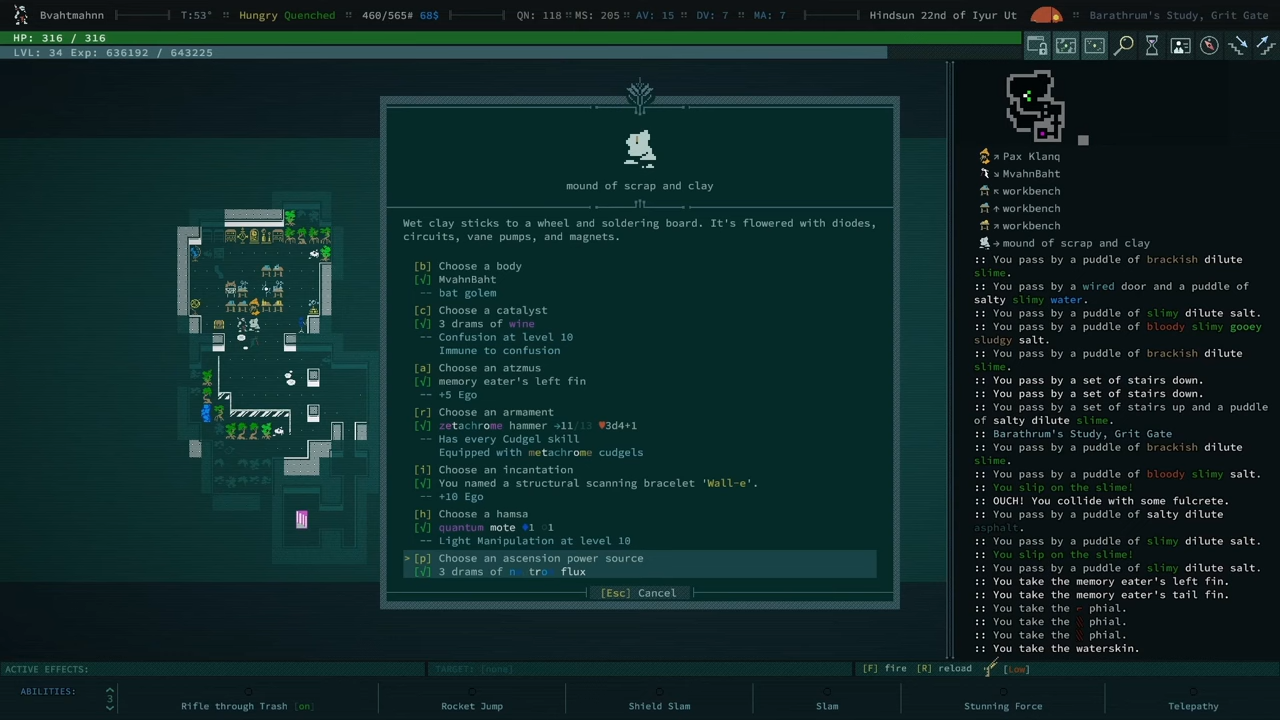 Bvahtmahnn T:53° :: Hungry Quenched 460/565# 68$ QN: 118 :: MS: 205 :: AV: 15 :: DV: 7 :: MA: 7 Hindsun 22nd of Iyur Ut :: Barathrum's Study, Grit Gate
HP: 316 / 316
LVL: 34 Exp: 636192 / 643225
mound of scrap and clay
Wet clay sticks to a wheel and soldering board. It's flowered with diodes,
circuits, vane pumps, and magnets.
[b] Choose a body
[√] MvahnBaht
-- bat golem
[c] Choose a catalyst
[√] 3 drams of wine
-- Confusion at level 10
Immune to confusion
[a] Choose an atzmus
[√] memory eater's left fin
-- +5 Ego
[r] Choose an armament
[√] zetachrome hammer →11/13 ♥3d4+1
-- Has every Cudgel skill
Equipped with metachrome cudgels
[i] Choose an incantation
[√] You named a structural scanning bracelet 'Wall-e'.
-- +10 Ego
[h] Choose a hamsa
[√] quantum mote ♦1 ○1
-- Light Manipulation at level 10
> [p] Choose an ascension power source
[√] 3 drams of neutron flux
[Esc] Cancel
Pax Klanq
MvahnBaht
workbench
workbench
workbench
mound of scrap and clay
:: You pass by a puddle of brackish dilute
slime.
:: You pass by a wired door and a puddle of
salty slimy water.
:: You pass by a puddle of slimy dilute salt.
:: You pass by a puddle of bloody slimy gooey
sludgy salt.
:: You pass by a puddle of brackish dilute
slime.
:: You pass by a set of stairs down.
:: You pass by a set of stairs down.
:: You pass by a set of stairs up and a puddle
of salty dilute slime.
:: Barathrum's Study, Grit Gate
:: You pass by a puddle of brackish dilute
slime.
:: You pass by a puddle of bloody slimy salt.
:: You slip on the slime!
:: OUCH! You collide with some fulcrete.
:: You pass by a puddle of salty dilute
asphalt.
:: You pass by a puddle of slimy dilute salt.
:: You slip on the slime!
:: You pass by a puddle of slimy dilute salt.
:: You take the memory eater's left fin.
:: You take the memory eater's tail fin.
:: You take the phial.
:: You take the phial.
:: You take the phial.
:: You take the waterskin.
ACTIVE EFFECTS: TARGET: [none] [F] fire [R] reload [Low]
ABILITIES: 3 Rifle through Trash [on] Rocket Jump Shield Slam Slam Stunning Force Telepathy